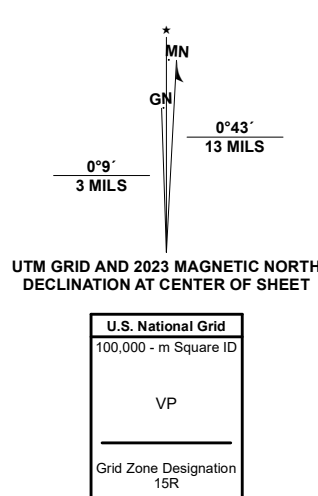 ★
MN
GN
0°43´
13 MILS
0°9´
3 MILS
UTM GRID AND 2023 MAGNETIC NORTH
DECLINATION AT CENTER OF SHEET
U.S. National Grid
100,000 - m Square ID
VP
Grid Zone Designation
15R